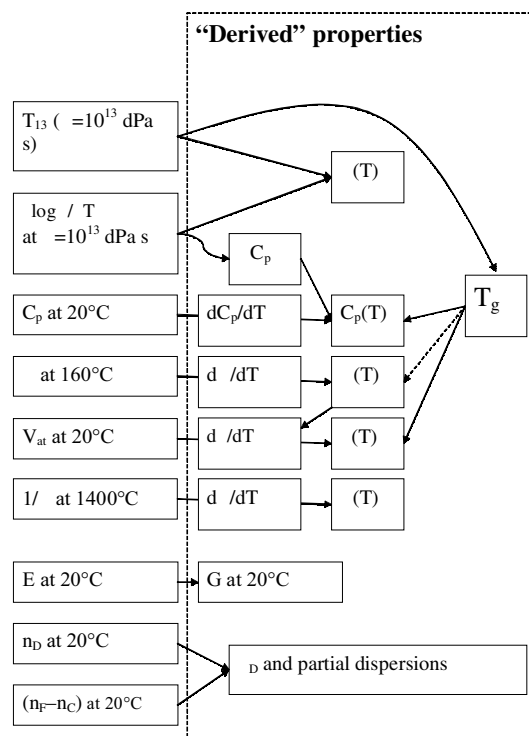 “Derived” properties
T13 ( =10^13 dPa
s)
(T)
log / T
at =10^13 dPa s
Cp
Tg
Cp at 20°C
dCp/dT
Cp(T)
at 160°C
d /dT
(T)
Vat at 20°C
d /dT
(T)
1/ at 1400°C
d /dT
(T)
E at 20°C
G at 20°C
nD at 20°C
D and partial dispersions
(nF–nC) at 20°C